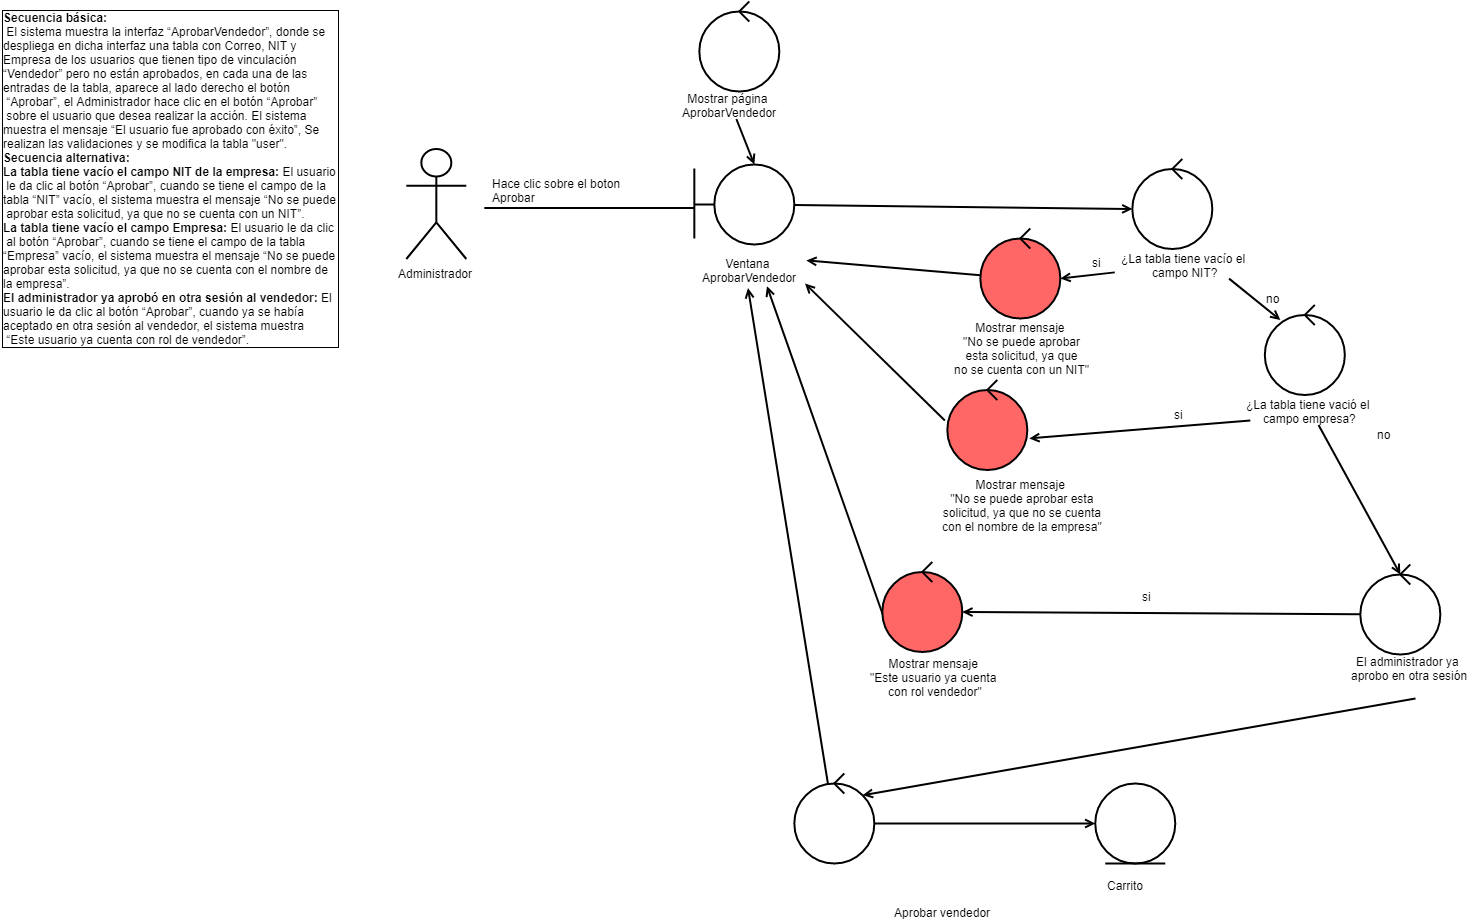 Secuencia básica:
El sistema muestra la interfaz “AprobarVendedor”, donde se
despliega en dicha interfaz una tabla con Correo, NIT y
Empresa de los usuarios que tienen tipo de vinculación
“Vendedor” pero no están aprobados, en cada una de las
entradas de la tabla, aparece al lado derecho el botón
“Aprobar”, el Administrador hace clic en el botón “Aprobar”
sobre el usuario que desea realizar la acción. El sistema
muestra el mensaje “El usuario fue aprobado con éxito”, Se
realizan las validaciones y se modifica la tabla "user".
Secuencia alternativa:
La tabla tiene vacío el campo NIT de la empresa: El usuario
le da clic al botón “Aprobar”, cuando se tiene el campo de la
tabla “NIT” vacío, el sistema muestra el mensaje “No se puede
aprobar esta solicitud, ya que no se cuenta con un NIT”.
La tabla tiene vacío el campo Empresa: El usuario le da clic
al botón “Aprobar”, cuando se tiene el campo de la tabla
“Empresa” vacío, el sistema muestra el mensaje “No se puede
aprobar esta solicitud, ya que no se cuenta con el nombre de
la empresa”.
El administrador ya aprobó en otra sesión al vendedor: El
usuario le da clic al botón “Aprobar”, cuando ya se había
aceptado en otra sesión al vendedor, el sistema muestra
“Este usuario ya cuenta con rol de vendedor”.
Mostrar página
AprobarVendedor
Administrador
Hace clic sobre el boton
Aprobar
Ventana
AprobarVendedor
¿La tabla tiene vacío el
campo NIT?
si
no
Mostrar mensaje
"No se puede aprobar
esta solicitud, ya que
no se cuenta con un NIT"
¿La tabla tiene vació el
campo empresa?
si
no
Mostrar mensaje
"No se puede aprobar esta
solicitud, ya que no se cuenta
con el nombre de la empresa"
si
El administrador ya
aprobo en otra sesión
Mostrar mensaje
"Este usuario ya cuenta
con rol vendedor"
Carrito
Aprobar vendedor